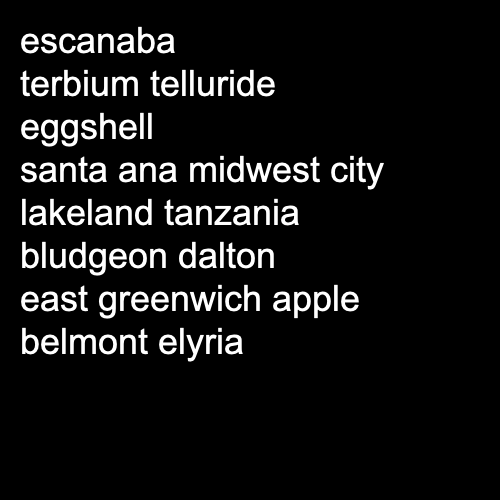 escanaba
terbium telluride
eggshell
santa ana midwest city
lakeland tanzania
bludgeon dalton
east greenwich apple
belmont elyria